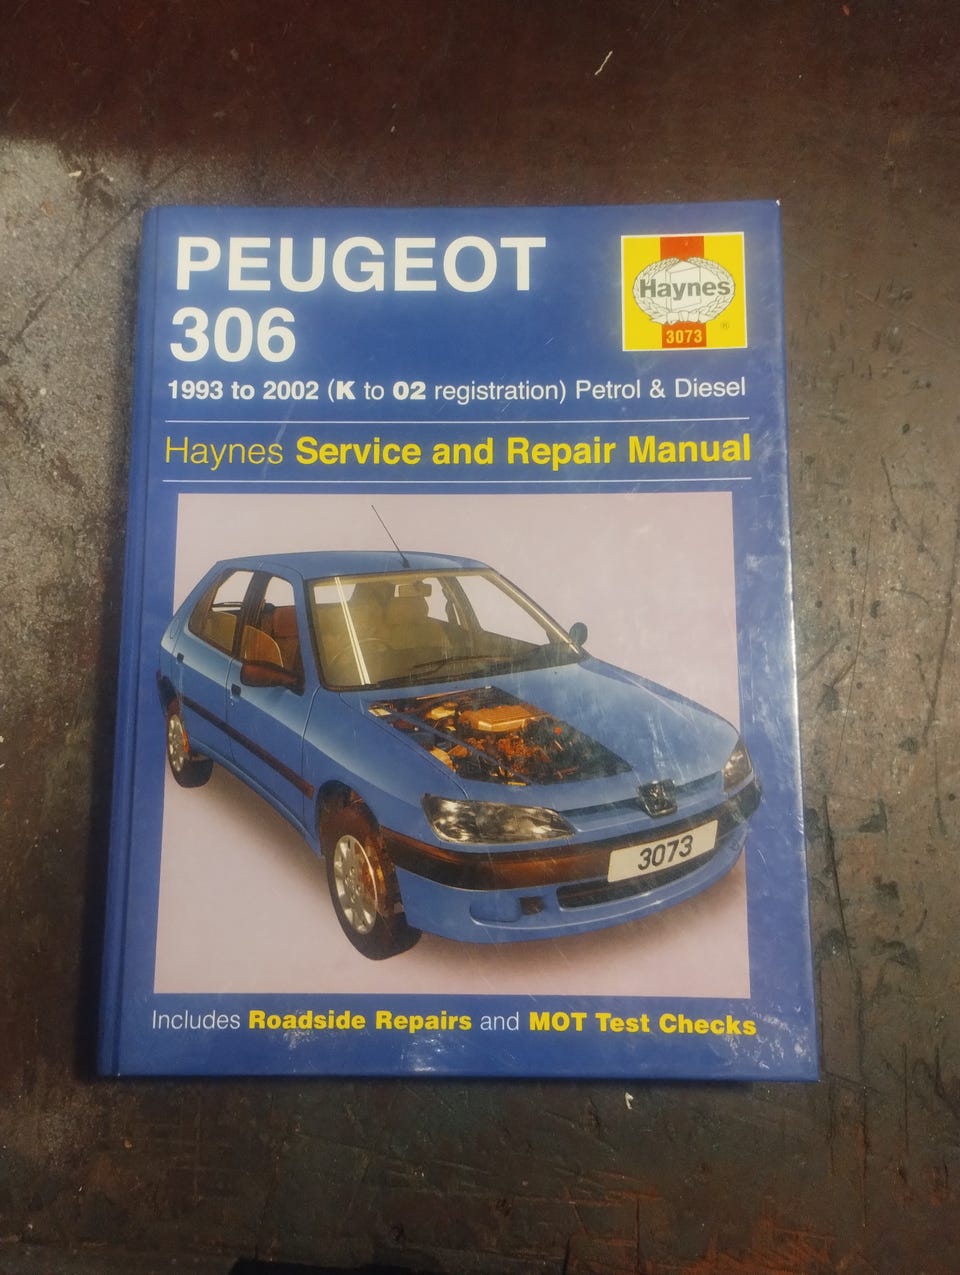 PEUGEOT
306
Haynes
®
3073
1993 to 2002 (K to 02 registration) Petrol & Diesel
Haynes Service and Repair Manual
3073
Includes Roadside Repairs and MOT Test Checks